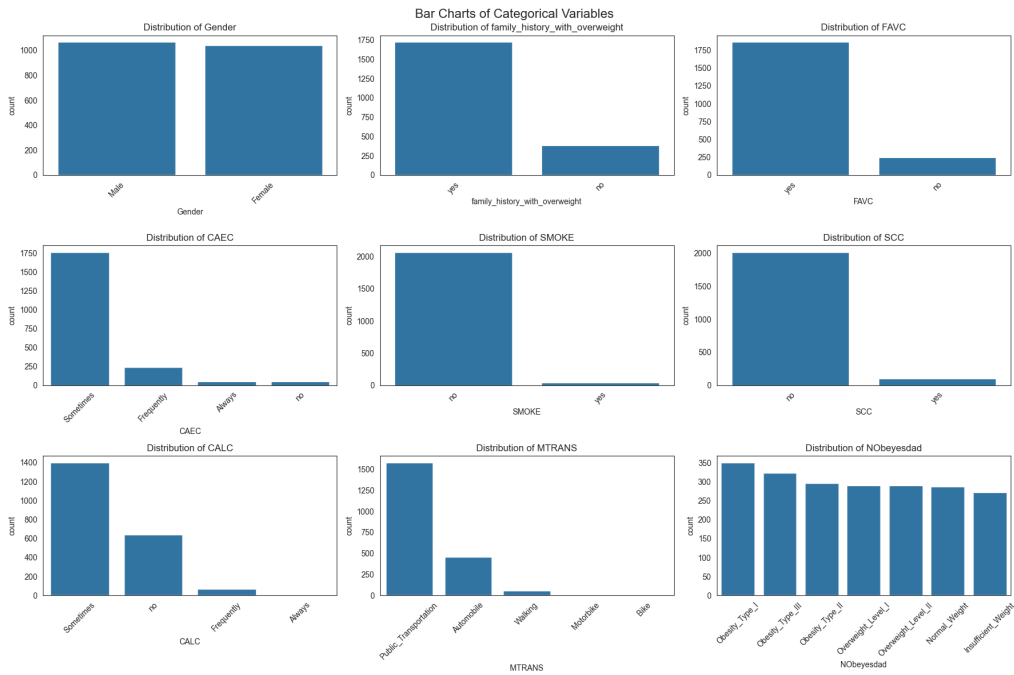 Bar Charts of Categorical Variables
Distribution of Gender
count
1000
800
600
400
200
0
Male
Female
Gender
Distribution of family_history_with_overweight
count
1750
1500
1250
1000
750
500
250
0
yes
no
family_history_with_overweight
Distribution of FAVC
count
1750
1500
1250
1000
750
500
250
0
yes
no
FAVC
Distribution of CAEC
count
1750
1500
1250
1000
750
500
250
0
Sometimes
Frequently
Always
no
CAEC
Distribution of SMOKE
count
2000
1500
1000
500
0
no
yes
SMOKE
Distribution of SCC
count
2000
1500
1000
500
0
no
yes
SCC
Distribution of CALC
count
1400
1200
1000
800
600
400
200
0
Sometimes
no
Frequently
Always
CALC
Distribution of MTRANS
count
1500
1250
1000
750
500
250
0
Public_Transportation
Automobile
Walking
Motorbike
Bike
MTRANS
Distribution of NObeyesdad
count
350
300
250
200
150
100
50
0
Obesity_Type_I
Obesity_Type_III
Obesity_Type_II
Overweight_Level_I
Overweight_Level_II
Normal_Weight
Insufficient_Weight
NObeyesdad